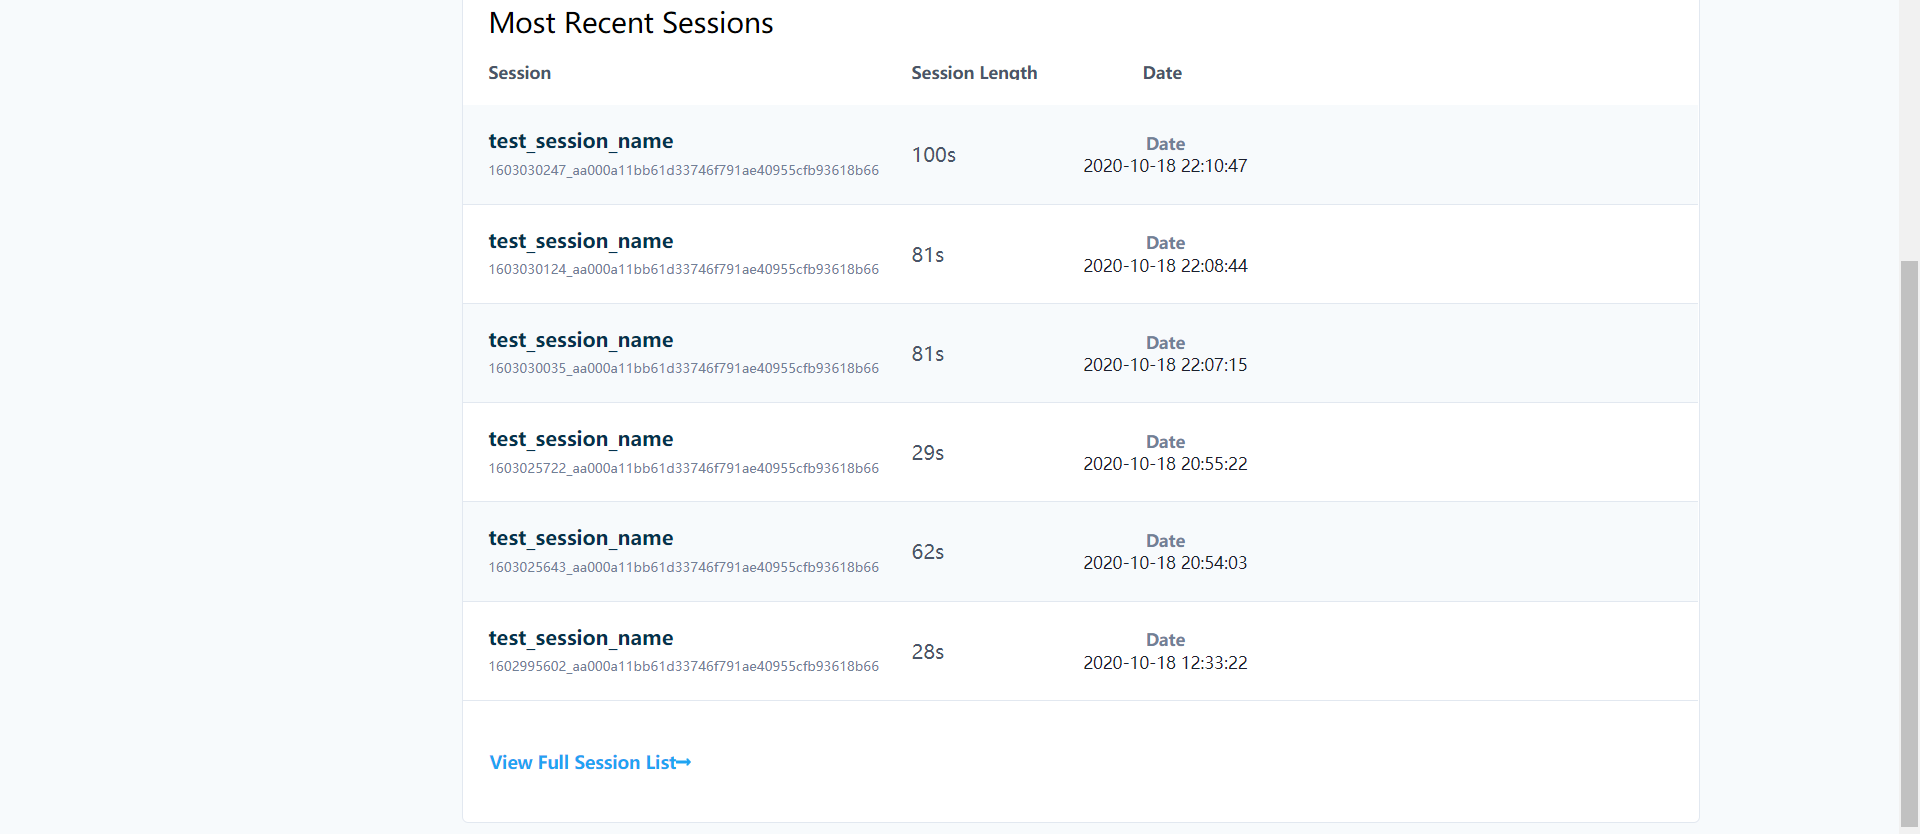 Most Recent Sessions
Session Session Length Date
test_session_name
1603030247_aa000a11bb61d33746f791ae40955cfb93618b66
100s
Date
2020-10-18 22:10:47
test_session_name
1603030124_aa000a11bb61d33746f791ae40955cfb93618b66
81s
Date
2020-10-18 22:08:44
test_session_name
1603030035_aa000a11bb61d33746f791ae40955cfb93618b66
81s
Date
2020-10-18 22:07:15
test_session_name
1603025722_aa000a11bb61d33746f791ae40955cfb93618b66
29s
Date
2020-10-18 20:55:22
test_session_name
1603025643_aa000a11bb61d33746f791ae40955cfb93618b66
62s
Date
2020-10-18 20:54:03
test_session_name
1602995602_aa000a11bb61d33746f791ae40955cfb93618b66
28s
Date
2020-10-18 12:33:22
View Full Session List→